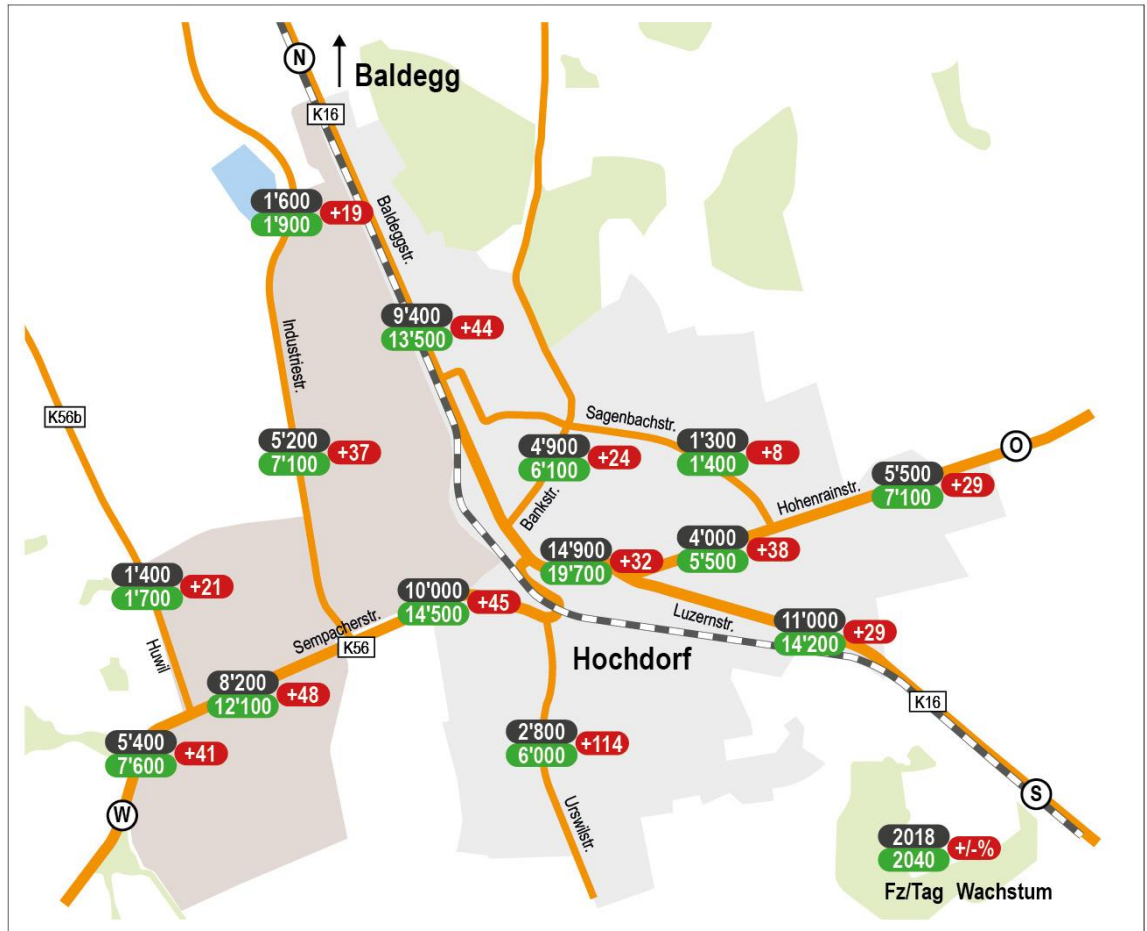 N
Baldegg
K16
1'600
1'900
+19
Baldeggstr.
9'400
13'500
+44
Industriestr.
K56b
5'200
7'100
+37
Sagenbachstr.
4'900
6'100
+24
1'300
1'400
+8
O
5'500
7'100
+29
Hohenrainstr.
Bankstr.
14'900
19'700
+32
4'000
5'500
+38
1'400
1'700
+21
10'000
14'500
+45
Sempacherstr.
K56
Luzernstr.
11'000
14'200
+29
Huwil
Hochdorf
8'200
12'100
+48
K16
5'400
7'600
+41
2'800
6'000
+114
Urswilstr.
W
S
2018
2040
+/-%
Fz/Tag Wachstum